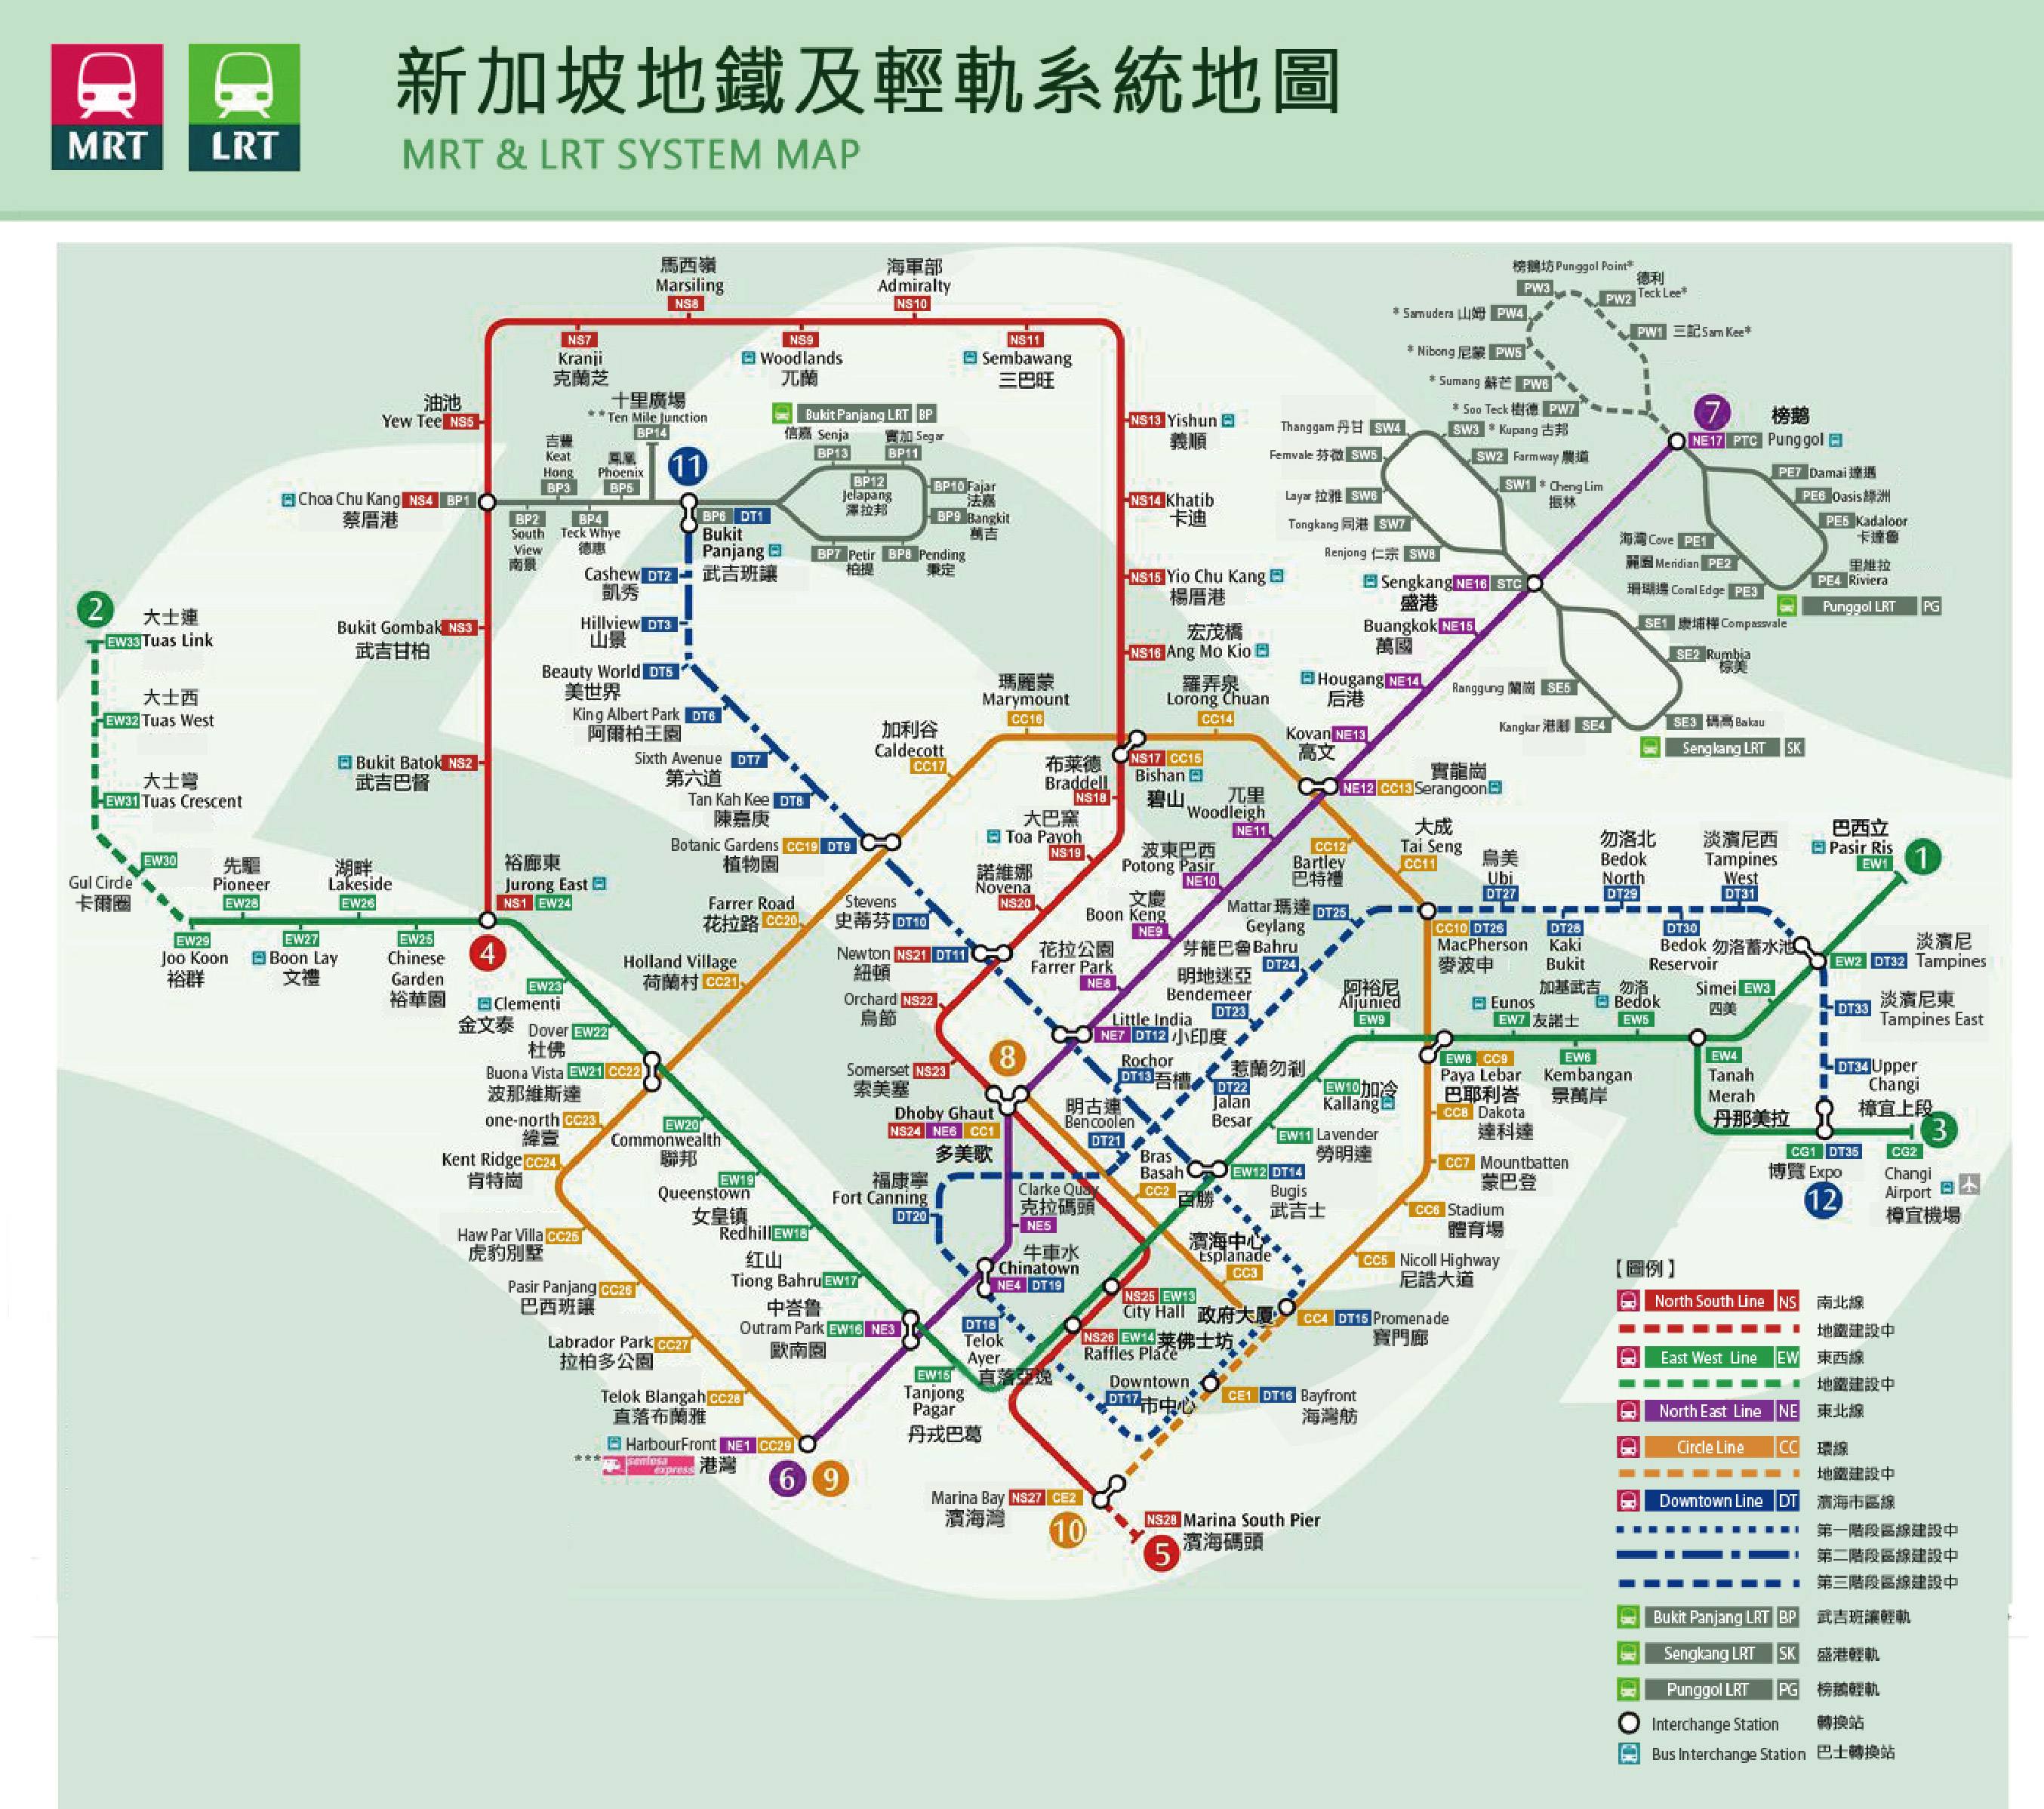 MRT
LRT
新加坡地鐵及輕軌系統地圖
MRT & LRT SYSTEM MAP
馬西嶺
Marsiling
NS8
海軍部
Admiralty
NS10
NS7
Kranji
克蘭芝
NS9
Woodlands
兀蘭
NS11
Sembawang
三巴旺
油池
Yew Tee NS5
十里廣場
**Ten Mile Junction
BP14
Bukit Panjang LRT BP
信嘉 Senja
BP13
實加 Segar
BP11
吉豐
Keat
Hong
BP3
鳳凰
Phoenix
BP5
11
BP12
Jelapang
澤拉邦
BP10 Fajar
法嘉
BP9 Bangkit
萬吉
Choa Chu Kang NS4 BP1
蔡厝港
BP2
South
View
南景
BP4
Teck Whye
德惠
BP6 DT1
Bukit
Panjang
武吉班讓
BP7 Petir
柏提
BP8 Pending
秉定
Cashew DT2
凱秀
Hillview DT3
山景
Beauty World DT5
美世界
King Albert Park DT6
阿爾柏王園
Sixth Avenue DT7
第六道
Tan Kah Kee DT8
陳嘉庚
Botanic Gardens CC19 DT9
植物園
Bukit Gombak NS3
武吉甘柏
Bukit Batok NS2
武吉巴督
2
大士連
EW33 Tuas Link
大士西
EW32 Tuas West
大士彎
EW31 Tuas Crescent
EW30
Gul Circle
卡爾圈
先驅
Pioneer
EW28
湖畔
Lakeside
EW26
裕廊東
Jurong East
NS1 EW24
EW29
Joo Koon
裕群
EW27
Boon Lay
文禮
EW25
Chinese
Garden
裕華園
4
EW23
Clementi
金文泰
Dover EW22
杜佛
Buona Vista EW21 CC22
波那維斯達
one-north CC23
緯壹
Kent Ridge CC24
肯特崗
Haw Par Villa CC25
虎豹別墅
Pasir Panjang CC26
巴西班讓
Labrador Park CC27
拉柏多公園
Telok Blangah CC28
直落布蘭雅
HarbourFront NE1 CC29
***sentosa express 港灣
6
9
EW20
Commonwealth
聯邦
EW19
Queenstown
女皇镇
Redhill EW18
红山
Tiong Bahru EW17
中峇魯
Outram Park EW16 NE3
歐南園
EW15
Tanjong
Pagar
丹戎巴葛
NS13 Yishun
義順
NS14 Khatib
卡迪
NS15 Yio Chu Kang
楊厝港
宏茂橋
NS16 Ang Mo Kio
瑪麗蒙
Marymount
CC16
羅弄泉
Lorong Chuan
CC14
加利谷
Caldecott
CC17
NS17 CC15
Bishan
碧山
布莱德
Braddell
NS18
大巴窰
Toa Payoh
NS19
諾維娜
Novena
NS20
Farrer Road
花拉路 CC20
Holland Village
荷蘭村 CC21
Stevens
史蒂芬 DT10
Newton NS21 DT11
紐頓
Orchard NS22
烏節
Somerset NS23
索美塞
8
Dhoby Ghaut
NS24 NE6 CC1
多美歌
兀里
Woodleigh
NE11
波東巴西
Potong Pasir
NE10
文慶
Boon Keng
NE9
花拉公園
Farrer Park
NE8
Little India
NE7 DT12 小印度
榜鵝坊 Punggol Point*
PW3
德利
PW2 Teck Lee*
* Samudera 山姆 PW4
PW1 三記 Sam Kee*
* Nibong 尼蒙 PW5
* Sumang 蘇芒 PW6
* Soo Teck 樹德 PW7
7
榜鵝
NE17 PTC Punggol
Thanggam 丹甘 SW4
SW3 * Kupang 古邦
Fernvale 芬微 SW5
SW2 Farmway 農道
Layar 拉雅 SW6
SW1 * Cheng Lim
振林
Tongkang 同港 SW7
Renjong 仁宗 SW8
PE7 Damai 達邁
PE6 Oasis 綠洲
PE5 Kadaloor
卡達魯
海灣 Cove PE1
麗園 Meridian PE2
里維拉
PE4 Riviera
珊瑚邊 Coral Edge PE3
Punggol LRT PG
Sengkang NE16 STC
盛港
Buangkok NE15
萬國
Hougang NE14
后港
Kovan NE13
高文
SE1 康埔樺 Compassvale
SE2 Rumbia
棕美
Ranggung 蘭崗 SE5
Kangkar 港腳 SE4
SE3 碼高 Bakau
Sengkang LRT SK
實龍崗
NE12 CC13 Serangoon
CC12
Bartley
巴特禮
大成
Tai Seng
CC11
烏美
Ubi
DT27
勿洛北
Bedok
North
DT29
淡濱尼西
Tampines
West
DT31
巴西立
Pasir Ris
EW1
1
Mattar 瑪達 DT25
Geylang
芽籠巴魯 Bahru
DT24
明地迷亞
Bendemeer
DT23
CC10 DT26
MacPherson
麥波申
DT28
Kaki
Bukit
加基武吉
DT30
Bedok 勿洛蓄水池
Reservoir
淡濱尼
EW2 DT32 Tampines
Simei EW3
四美
DT33 淡濱尼東
Tampines East
DT34 Upper
Changi
樟宜上段
阿裕尼
Aljunied
EW9
Eunos
EW7 友諾士
勿洛
Bedok
EW5
EW8 CC9
Paya Lebar
巴耶利峇
EW6
Kembangan
景萬岸
EW4
Tanah
Merah
丹那美拉
3
CG1 DT35
博覽 Expo
12
CG2
Changi
Airport
樟宜機場
Rochor
DT13 吾槽
惹蘭勿剎
DT22
Jalan
Besar
EW10 加冷
Kallang
EW11 Lavender
勞明達
明古連
Bencoolen
DT21
Bras
Basah
CC2 百勝
EW12 DT14
Bugis
武吉士
CC8 Dakota
達科達
CC7 Mountbatten
蒙巴登
CC6 Stadium
體育場
CC5 Nicoll Highway
尼誥大道
福康寧
Fort Canning
DT20
Clarke Quay
克拉碼頭
NE5
牛車水
Chinatown
NE4 DT19
濱海中心
Esplanade
CC3
NS25 EW13
City Hall 政府大厦
CC4 DT15 Promenade
寶門廊
NS26 EW14 莱佛士坊
Raffles Place
DT18
Telok
Ayer
直落亞逸
Downtown
DT17 市中心
CE1 DT16 Bayfront
海灣舫
Marina Bay NS27 CE2
濱海灣
10
NS28 Marina South Pier
5 濱海碼頭
【圖例】
North South Line NS 南北線
地鐵建設中
East West Line EW 東西線
地鐵建設中
North East Line NE 東北線
Circle Line CC 環線
地鐵建設中
Downtown Line DT 濱海市區線
第一階段區線建設中
第二階段區線建設中
第三階段區線建設中
Bukit Panjang LRT BP 武吉班讓輕軌
Sengkang LRT SK 盛港輕軌
Punggol LRT PG 榜鵝輕軌
Interchange Station 轉換站
Bus Interchange Station 巴士轉換站